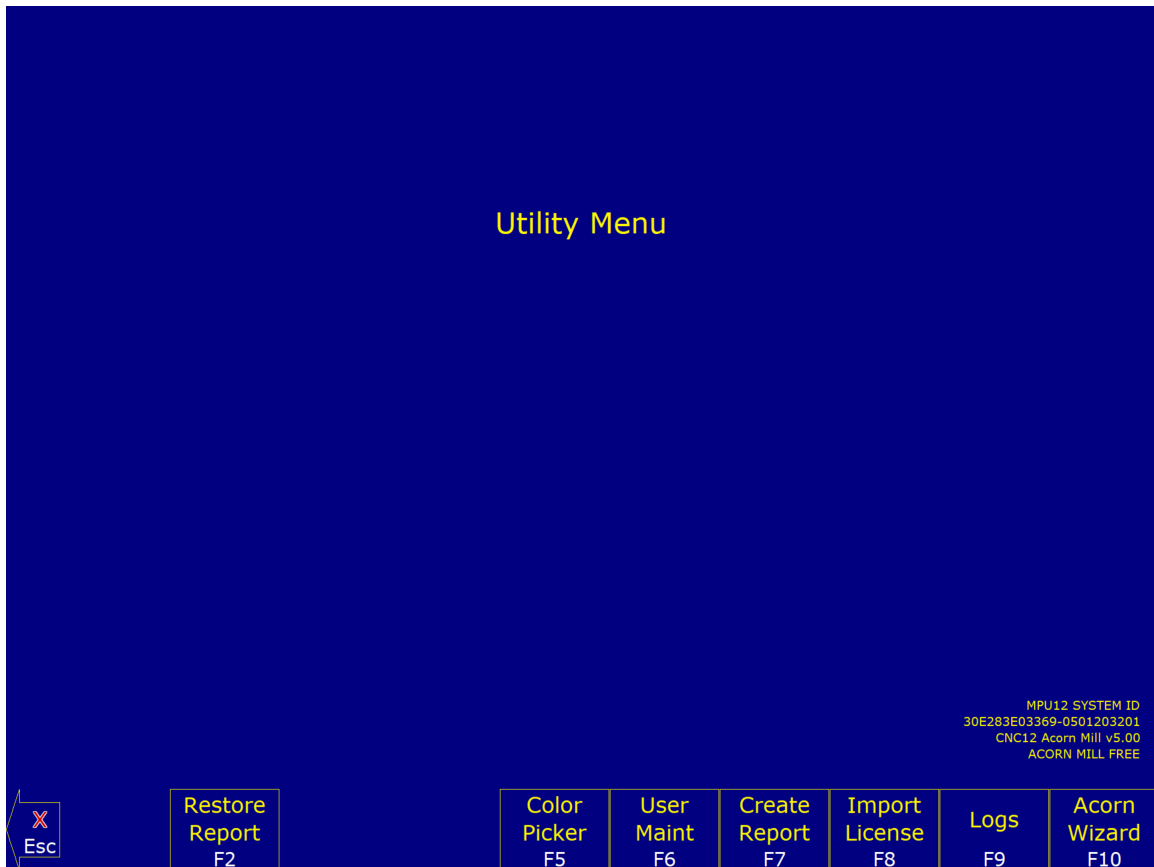 Utility Menu
MPU12 SYSTEM ID
30E283E03369-0501203201
CNC12 Acorn Mill v5.00
ACORN MILL FREE
X
Esc
Restore
Report
F2
Color
Picker
F5
User
Maint
F6
Create
Report
F7
Import
License
F8
Logs
F9
Acorn
Wizard
F10